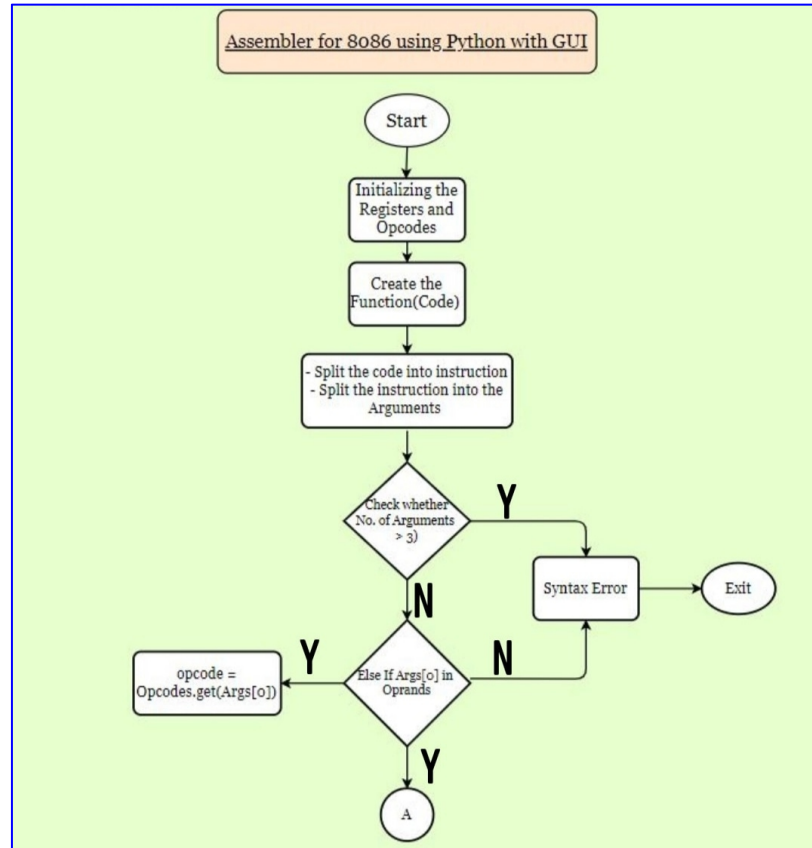 Assembler for 8086 using Python with GUI
Start
Initializing the
Registers and
Opcodes
Create the
Function(Code)
- Split the code into instruction
- Split the instruction into the
Arguments
Check whether
No. of Arguments
> 3)
Y
Syntax Error
Exit
N
Else If Args[0] in
Oprands
N
Y
opcode =
Opcodes.get(Args[0])
Y
A